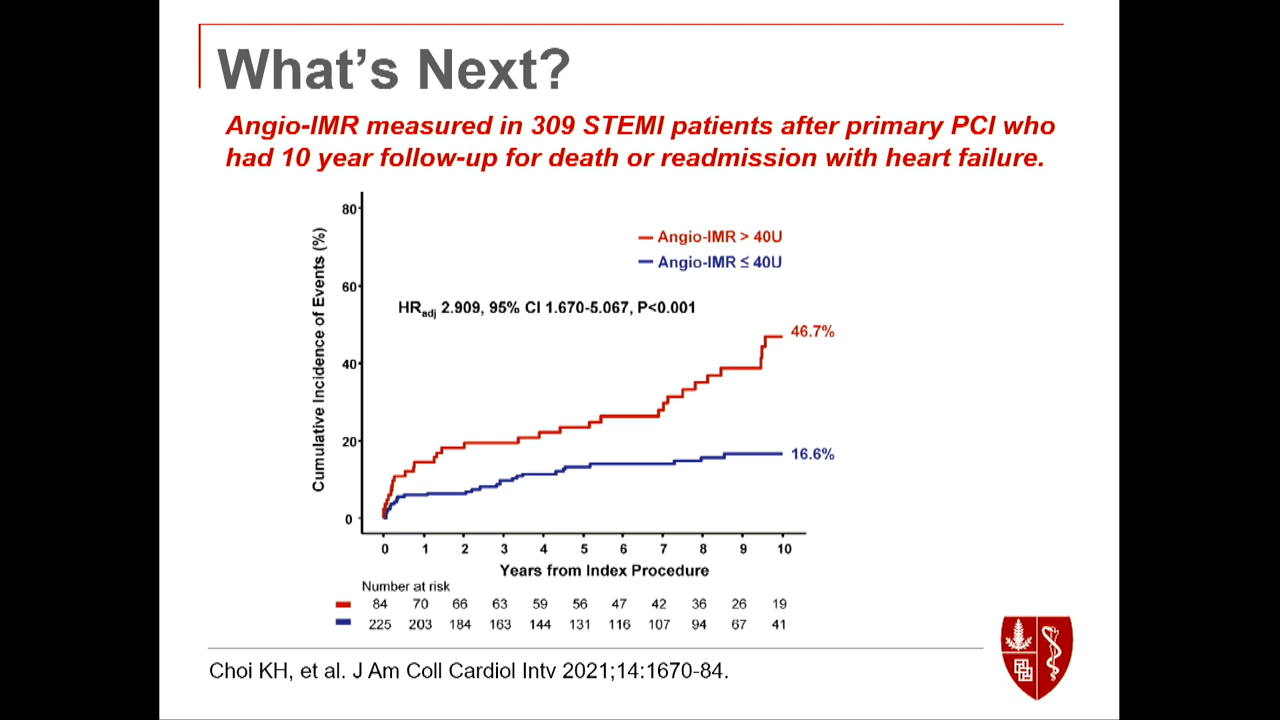 What's Next?
Angio-IMR measured in 309 STEMI patients after primary PCI who
had 10 year follow-up for death or readmission with heart failure.
Cumulative Incidence of Events (%)
80
60
40
20
0
Angio-IMR > 40U
Angio-IMR ≤ 40U
HRadj 2.909, 95% CI 1.670-5.067, P<0.001
46.7%
16.6%
0 1 2 3 4 5 6 7 8 9 10
Years from Index Procedure
Number at risk
84 70 66 63 59 56 47 42 36 26 19
225 203 184 163 144 131 116 107 94 67 41
Choi KH, et al. J Am Coll Cardiol Intv 2021;14:1670-84.